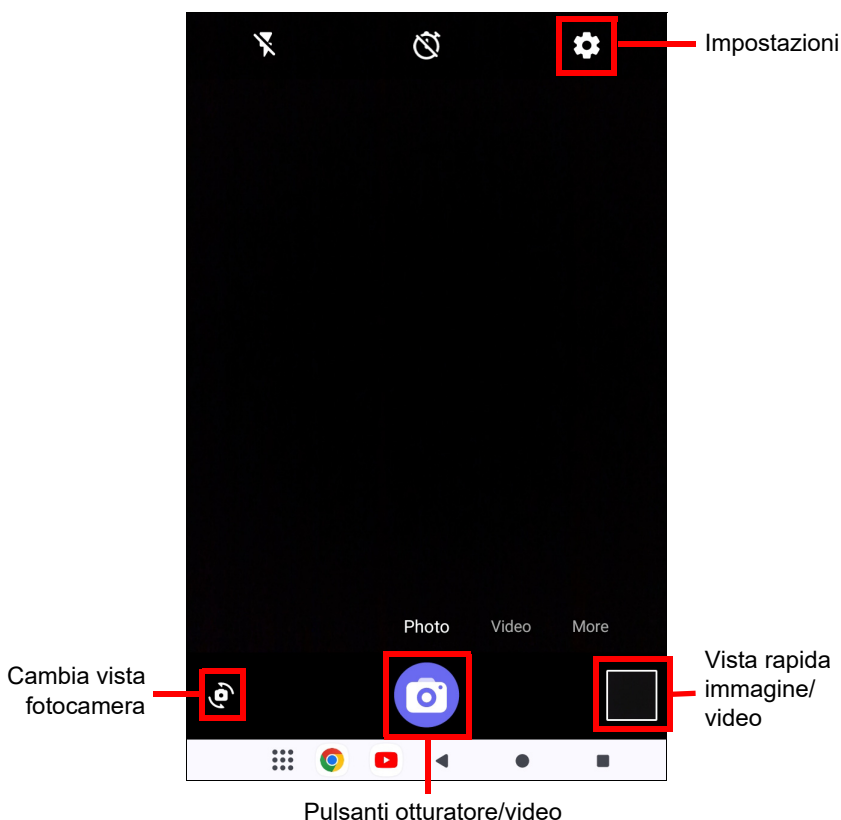 Impostazioni
Photo
Video
More
Cambia vista
fotocamera
Vista rapida
immagine/
video
Pulsanti otturatore/video